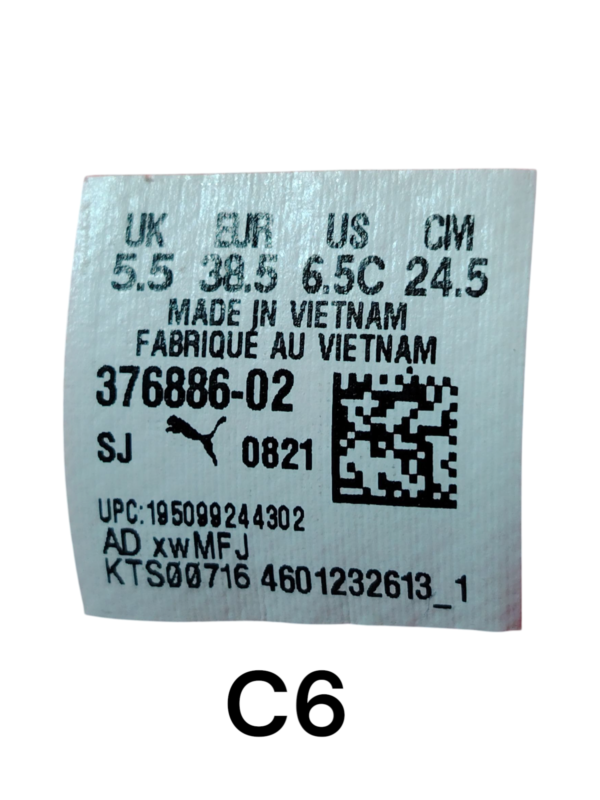 UK EUR US CM
5.5 38.5 6.5C 24.5
MADE IN VIETNAM
FABRIQUÉ AU VIETNAM
376886-02
SJ 0821
UPC:195099244302
AD xwMFJ
KTS00716 4601232613_1
C6